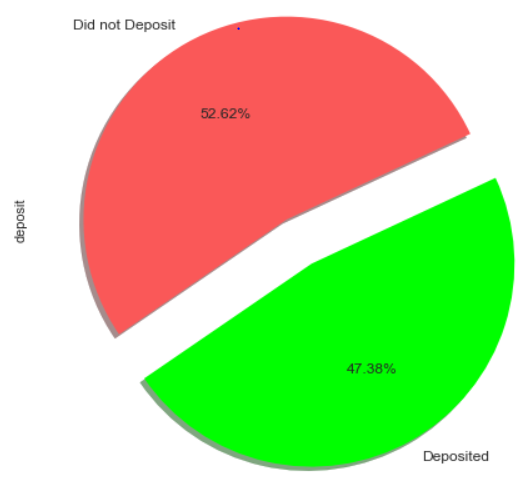 Did not Deposit
52.62%
deposit
47.38%
Deposited